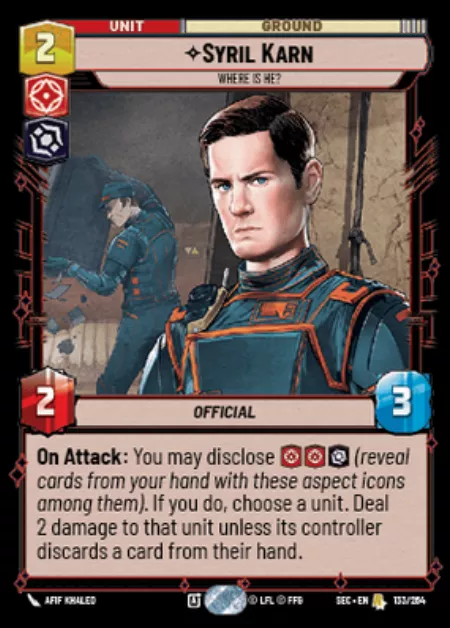 UNIT GROUND
2
✧SYRIL KARN
WHERE IS HE?
2
OFFICIAL
3
On Attack: You may disclose (reveal
cards from your hand with these aspect icons
among them). If you do, choose a unit. Deal
2 damage to that unit unless its controller
discards a card from their hand.
AFIF KHALED
A
© LFL © FFG
SEC • EN
133/264